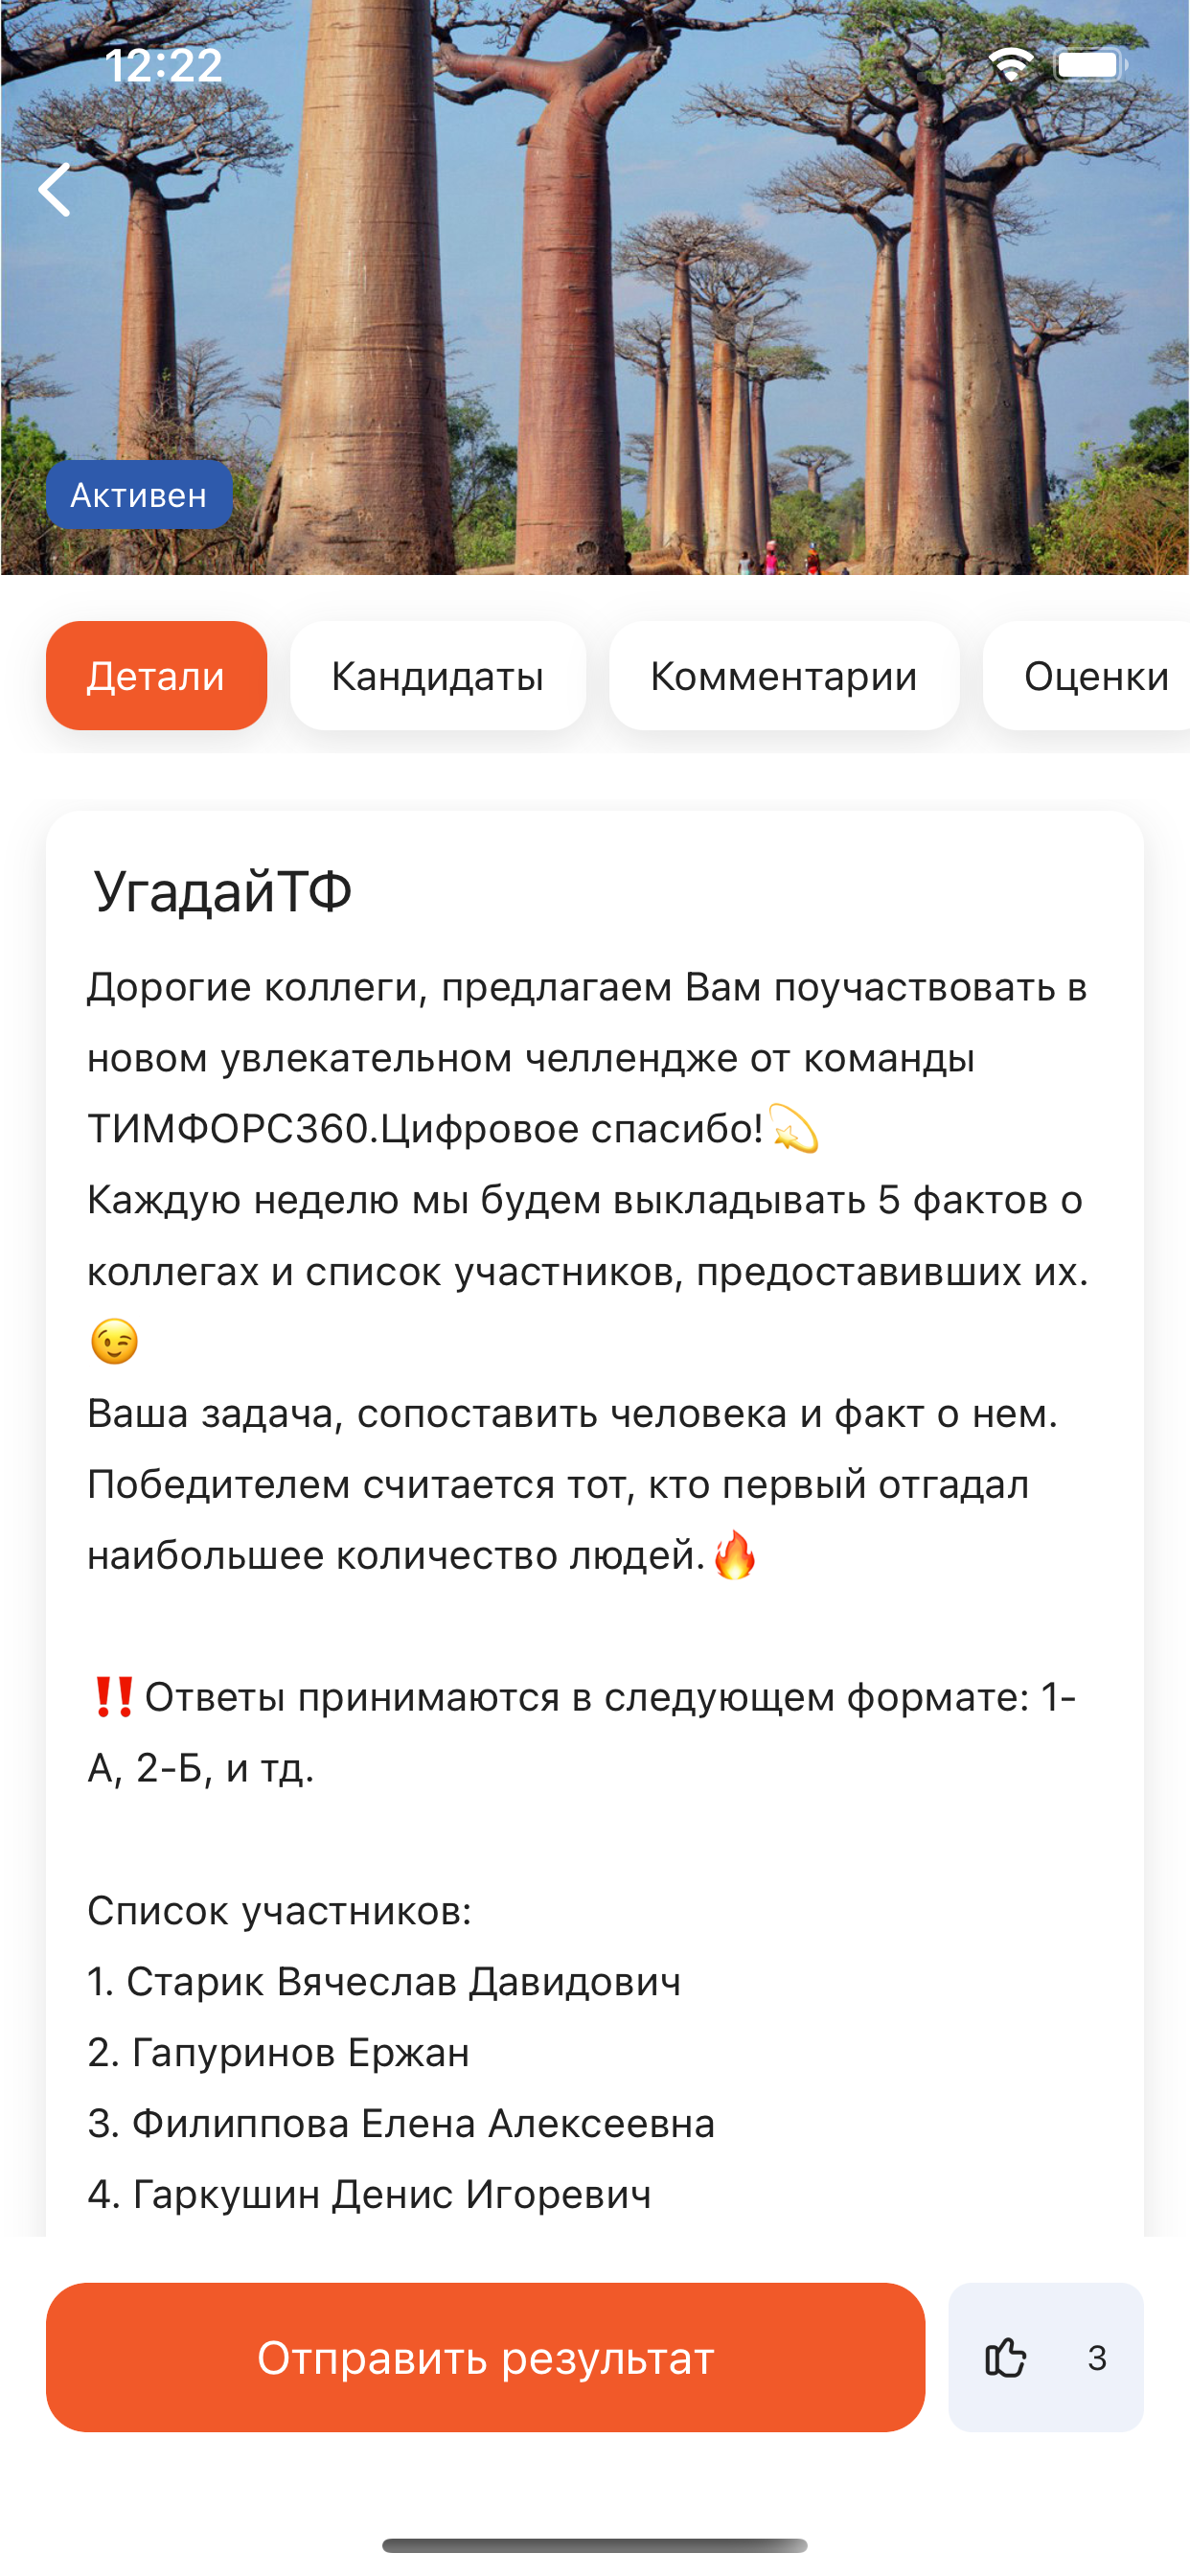 12:22
Активен
Детали Кандидаты Комментарии Оценки
УгадайТФ
Дорогие коллеги, предлагаем Вам поучаствовать в
новом увлекательном челлендже от команды
ТИМФОРС360.Цифровое спасибо!💫
Каждую неделю мы будем выкладывать 5 фактов о
коллегах и список участников, предоставивших их.
😉
Ваша задача, сопоставить человека и факт о нем.
Победителем считается тот, кто первый отгадал
наибольшее количество людей.🔥
‼️Ответы принимаются в следующем формате: 1-
А, 2-Б, и тд.
Список участников:
1. Старик Вячеслав Давидович
2. Гапуринов Ержан
3. Филиппова Елена Алексеевна
4. Гаркушин Денис Игоревич
Отправить результат 3